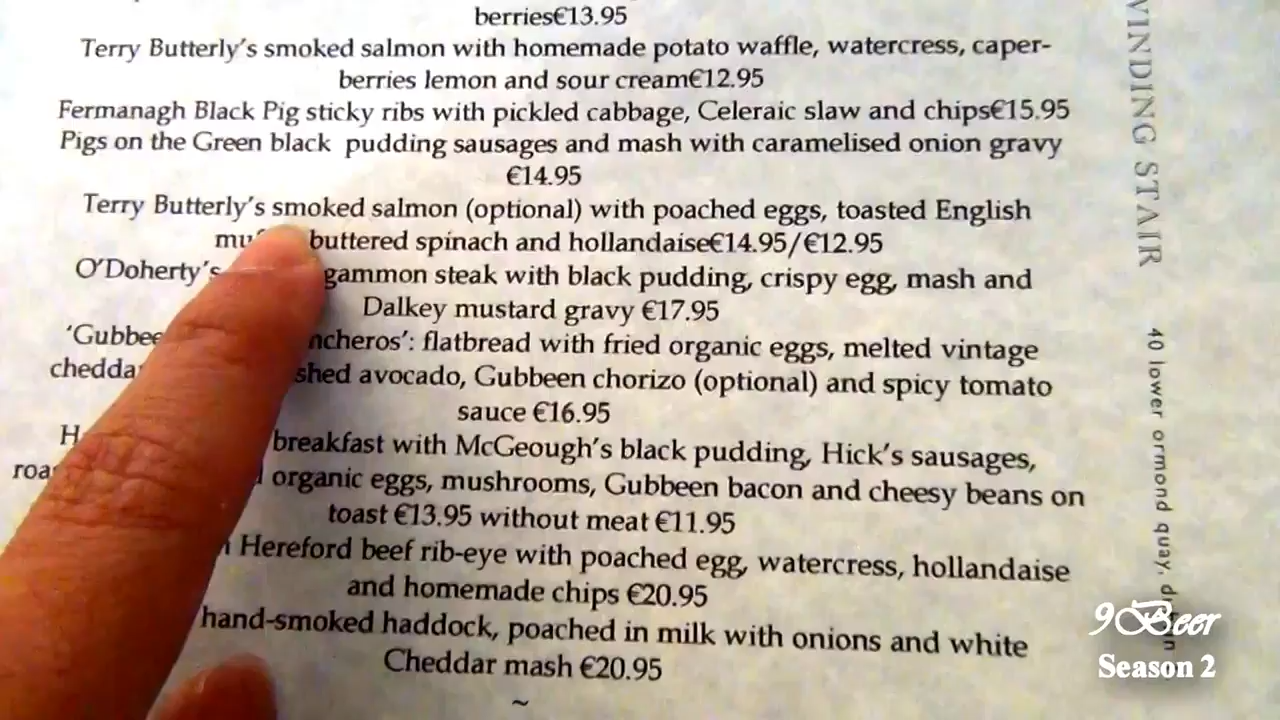 berries€13.95
Terry Butterly's smoked salmon with homemade potato waffle, watercress, caper-
berries lemon and sour cream€12.95
Fermanagh Black Pig sticky ribs with pickled cabbage, Celeraic slaw and chips€15.95
Pigs on the Green black pudding sausages and mash with caramelised onion gravy
€14.95
Terry Butterly's smoked salmon (optional) with poached eggs, toasted English
buttered spinach and hollandaise€14.95/€12.95
O'Doherty's gammon steak with black pudding, crispy egg, mash and
Dalkey mustard gravy €17.95
flatbread with fried organic eggs, melted vintage
avocado, Gubbeen chorizo (optional) and spicy tomato
sauce €16.95
breakfast with McGeough's black pudding, Hick's sausages,
organic eggs, mushrooms, Gubbeen bacon and cheesy beans on
toast €13.95 without meat €11.95
Hereford beef rib-eye with poached egg, watercress, hollandaise
and homemade chips €20.95
hand-smoked haddock, poached in milk with onions and white
Cheddar mash €20.95
~
VINDING STAIR
40 lower ormond quay,
9Beer
Season 2